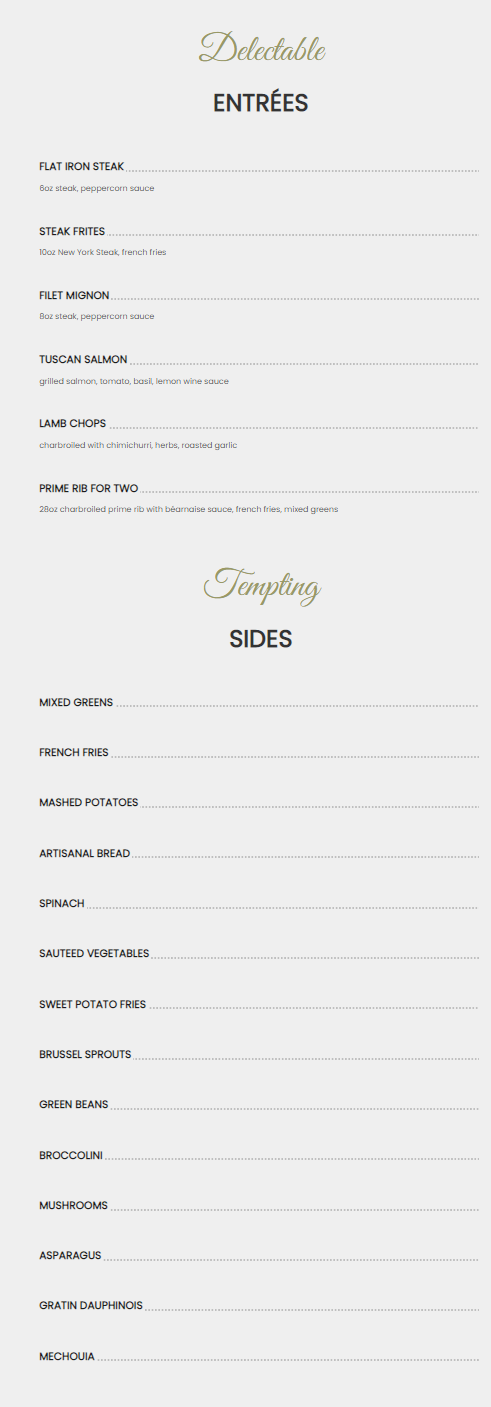 Delectable
ENTRÉES
FLAT IRON STEAK
6oz steak, peppercorn sauce
STEAK FRITES
10oz New York Steak, french fries
FILET MIGNON
8oz steak, peppercorn sauce
TUSCAN SALMON
grilled salmon, tomato, basil, lemon wine sauce
LAMB CHOPS
charbroiled with chimichurri, herbs, roasted garlic
PRIME RIB FOR TWO
28oz charbroiled prime rib with béarnaise sauce, french fries, mixed greens
Tempting
SIDES
MIXED GREENS
FRENCH FRIES
MASHED POTATOES
ARTISANAL BREAD
SPINACH
SAUTEED VEGETABLES
SWEET POTATO FRIES
BRUSSEL SPROUTS
GREEN BEANS
BROCCOLINI
MUSHROOMS
ASPARAGUS
GRATIN DAUPHINOIS
MECHOUIA